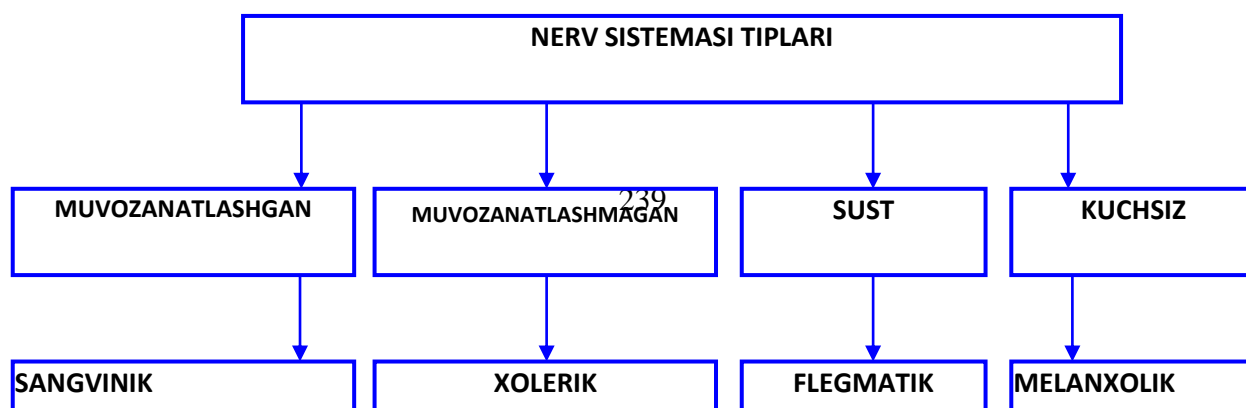 NERV SISTEMASI TIPLARI
MUVOZANATLASHGAN
MUVOZANATLASHMAGAN
239
SUST
KUCHSIZ
SANGVINIK
XOLERIK
FLEGMATIK
MELANXOLIK